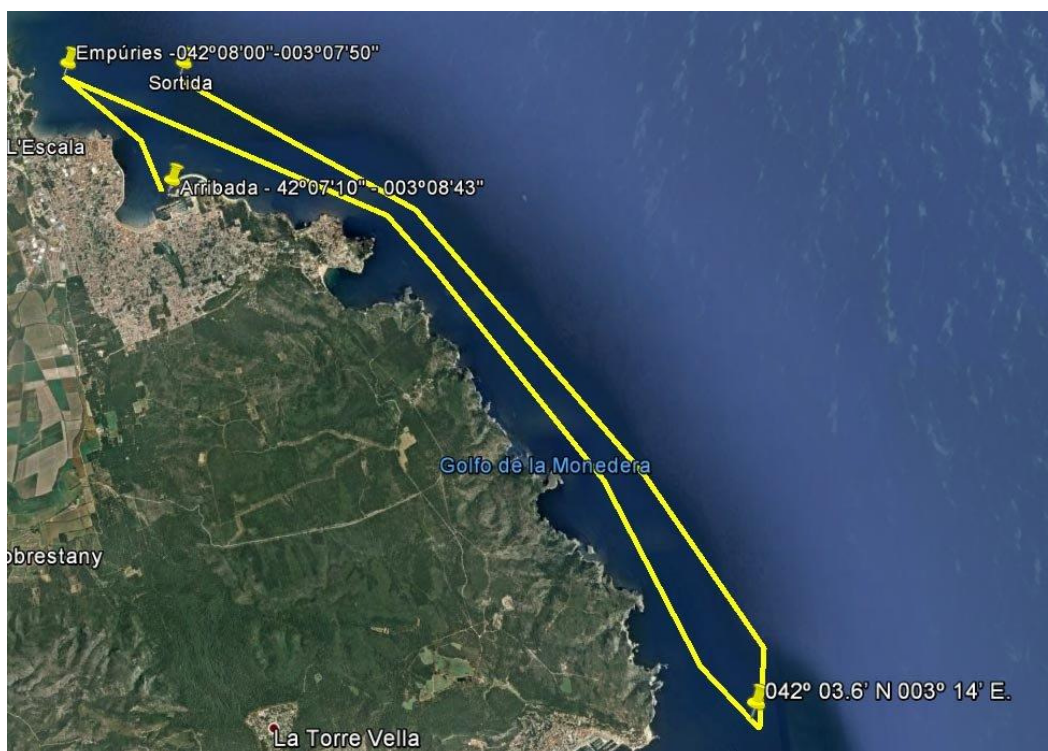 Empúries -042º08'00"-003º07'50"
Sortida
L'Escala
Arribada - 42º07'10" - 003º08'43"
Golfo de la Monedera
obrestany
042º 03.6' N 003º 14' E.
La Torre Vella